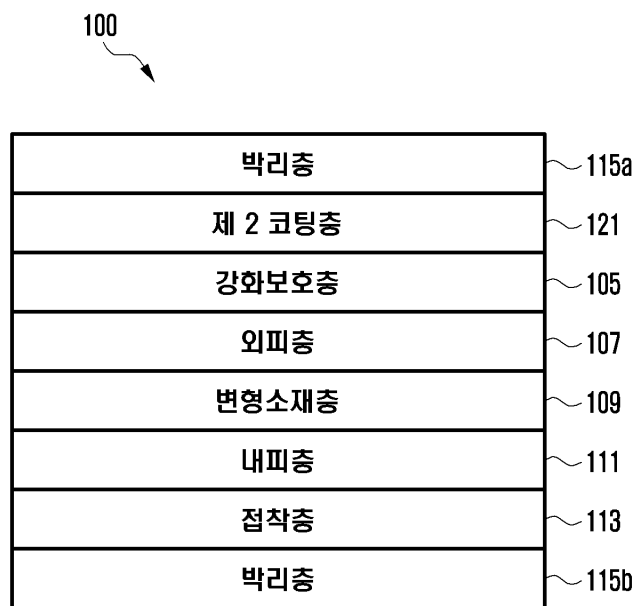 100
박리층 115a
제 2 코팅층 121
강화보호층 105
외피층 107
변형소재층 109
내피층 111
접착층 113
박리층 115b